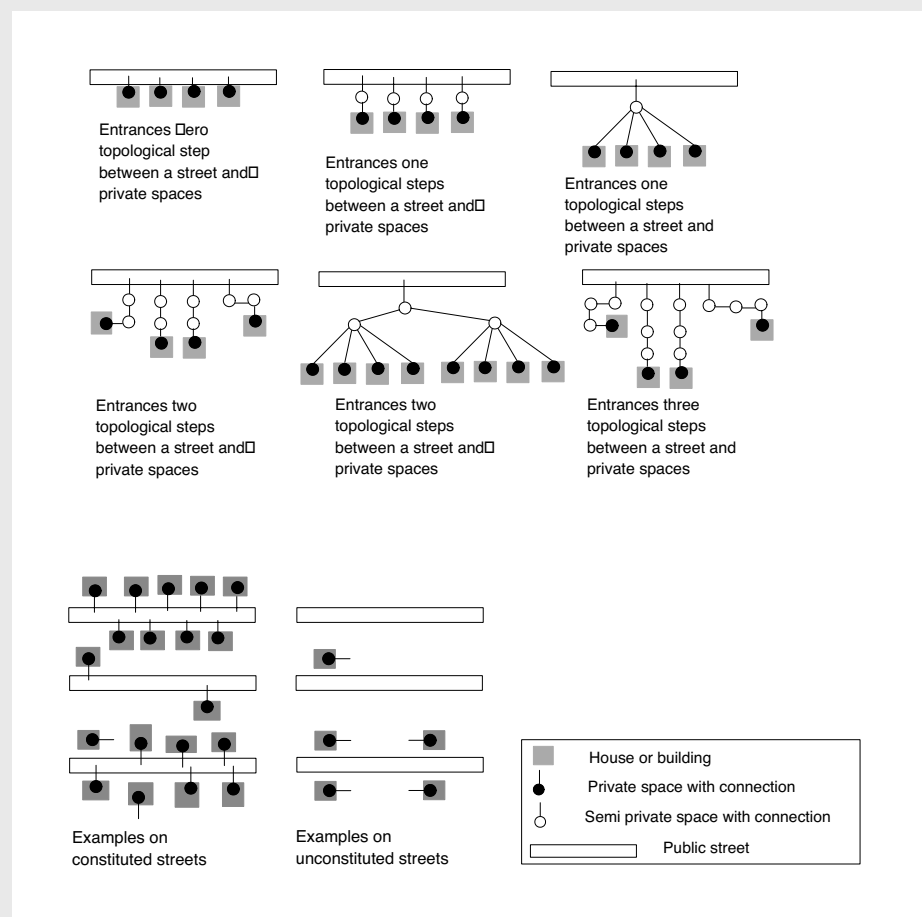 Entrances □ero
topological step
between a street and□
private spaces
Entrances one
topological steps
between a street and□
private spaces
Entrances one
topological steps
between a street and
private spaces
Entrances two
topological steps
between a street and□
private spaces
Entrances two
topological steps
between a street and□
private spaces
Entrances three
topological steps
between a street and
private spaces
Examples on
constituted streets
Examples on
unconstituted streets
House or building
Private space with connection
Semi private space with connection
Public street